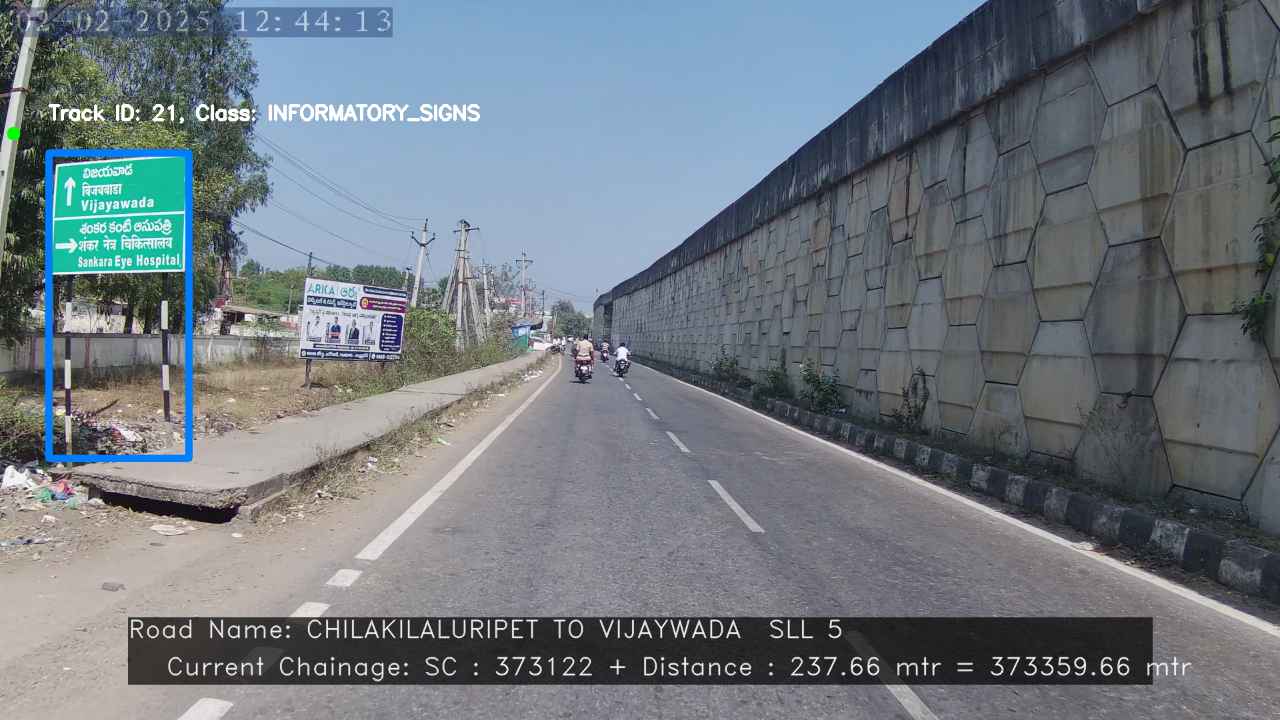 02-02-2025 12:44:13
Track ID: 21, Class: INFORMATORY_SIGNS
విజయవాడ
विजयवाडा
Vijayawada
శంకర కంటి ఆసుపత్రి
शंकर नेत्र चिकित्सालय
Sankara Eye Hospital
ARICA
Road Name: CHILAKILALURIPET TO VIJAYWADA SLL 5
Current Chainage: SC : 373122 + Distance : 237.66 mtr = 373359.66 mtr